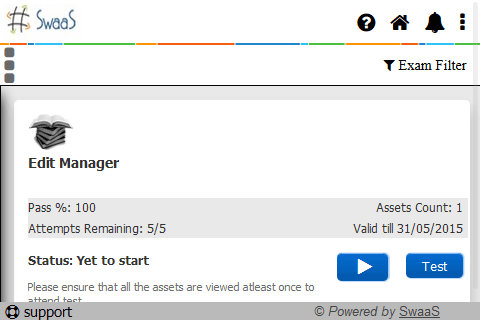 SwaaS
Exam Filter
Edit Manager
Pass %: 100
Assets Count: 1
Attempts Remaining: 5/5
Valid till 31/05/2015
Status: Yet to start
Test
Please ensure that all the assets are viewed atleast once to
attend test
support
© Powered by SwaaS